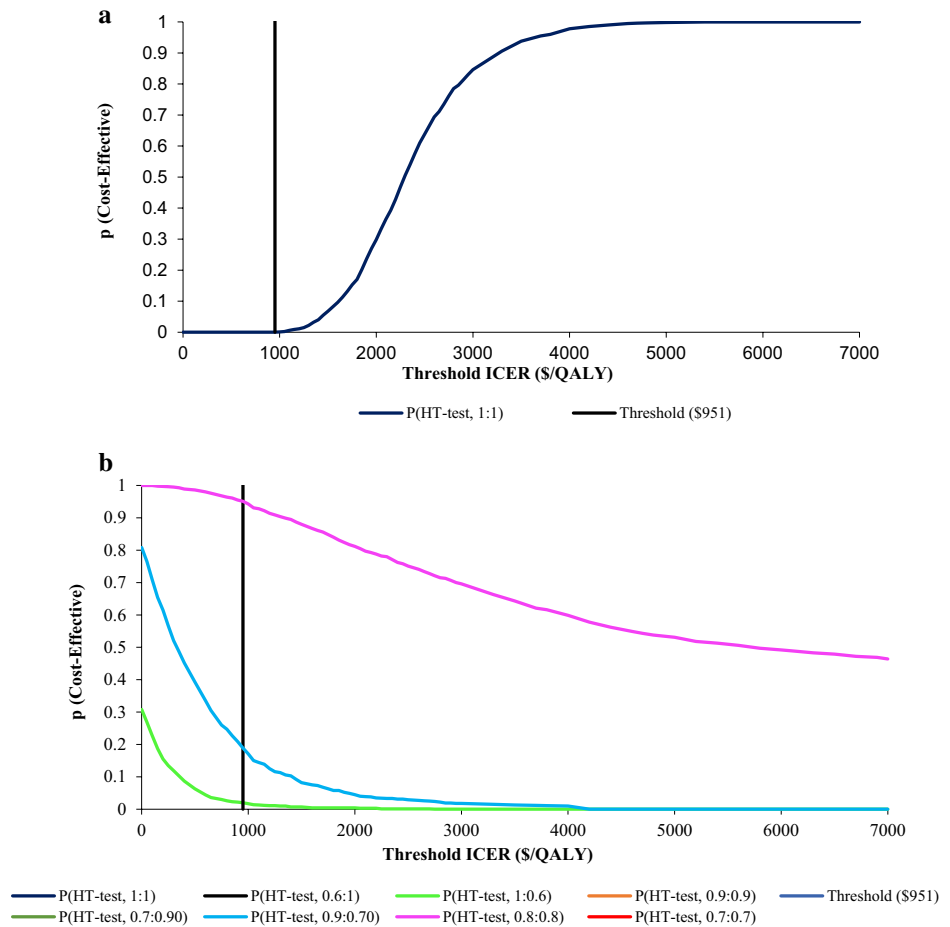 a
1
0.9
0.8
0.7
0.6
0.5
0.4
0.3
0.2
0.1
0
p (Cost-Effective)
0 1000 2000 3000 4000 5000 6000 7000
Threshold ICER ($/QALY)
P(HT-test, 1:1) Threshold ($951)
b
1
0.9
0.8
0.7
0.6
0.5
0.4
0.3
0.2
0.1
0
p (Cost-Effective)
0 1000 2000 3000 4000 5000 6000 7000
Threshold ICER ($/QALY)
P(HT-test, 1:1) P(HT-test, 0.6:1) P(HT-test, 1:0.6) P(HT-test, 0.9:0.9) Threshold ($951)
P(HT-test, 0.7:0.90) P(HT-test, 0.9:0.70) P(HT-test, 0.8:0.8) P(HT-test, 0.7:0.7)